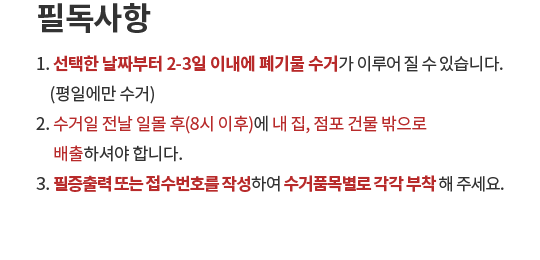 필독사항
1. 선택한 날짜부터 2-3일 이내에 폐기물 수거가 이루어 질 수 있습니다.
(평일에만 수거)
2. 수거일 전날 일몰 후(8시 이후)에 내 집, 점포 건물 밖으로
배출하셔야 합니다.
3. 필증출력 또는 접수번호를 작성하여 수거품목별로 각각 부착 해 주세요.